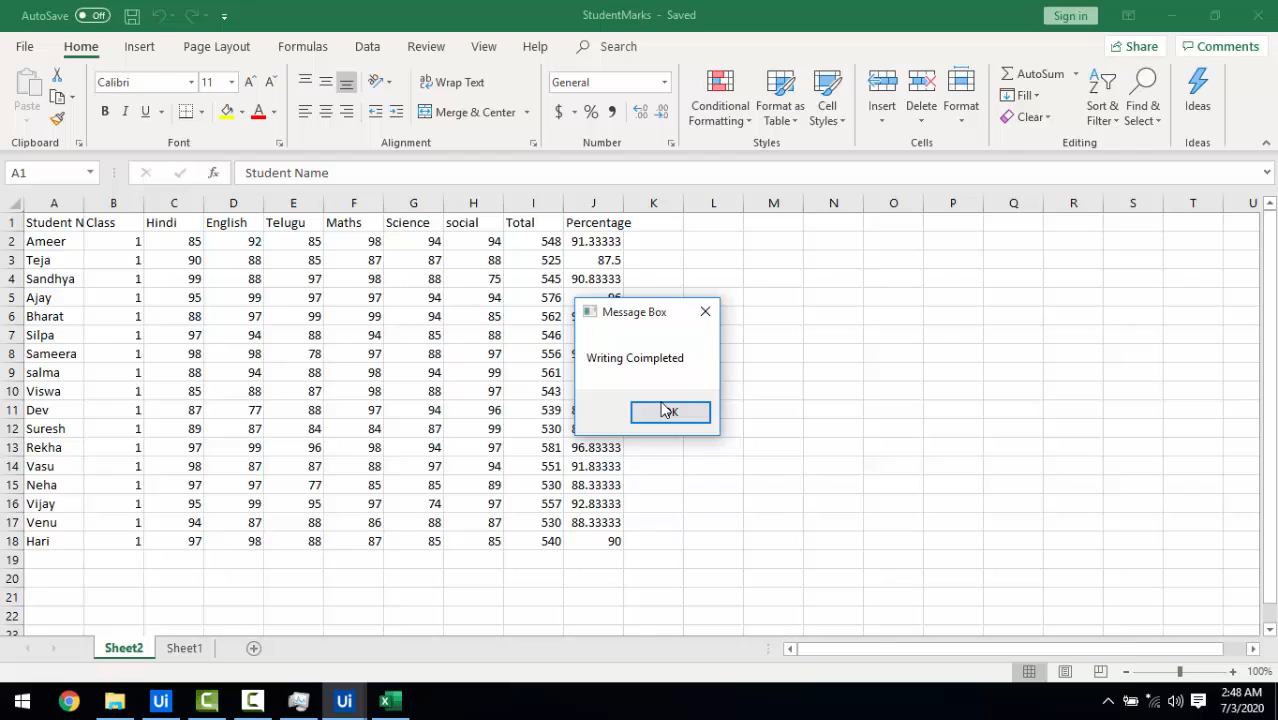 AutoSave Off StudentMarks - Saved Sign in
File Home Insert Page Layout Formulas Data Review View Help Search Share Comments
Paste Calibri 11 Wrap Text General Conditional Formatting Format as Table Cell Styles Insert Delete Format AutoSum Fill Clear Sort & Filter Find & Select Ideas
B I U Merge & Center $ % ,
Clipboard Font Alignment Number Styles Cells Editing Ideas
A1 fx Student Name
A B C D E F G H I J K L M N O P Q R S T U
1 Student N Class Hindi English Telugu Maths Science social Total Percentage
2 Ameer 1 85 92 85 98 94 94 548 91.33333
3 Teja 1 90 88 85 87 87 88 525 87.5
4 Sandhya 1 99 88 97 98 88 75 545 90.83333
5 Ajay 1 95 99 97 97 94 94 576
6 Bharat 1 88 97 99 99 94 85 562
7 Silpa 1 97 94 88 94 85 88 546
8 Sameera 1 98 98 78 97 88 97 556
9 salma 1 88 94 88 98 94 99 561
10 Viswa 1 85 88 87 98 88 97 543
11 Dev 1 87 77 88 97 94 96 539
12 Suresh 1 89 87 84 84 87 99 530
13 Rekha 1 97 99 96 98 94 97 581 96.83333
14 Vasu 1 98 87 87 88 97 94 551 91.83333
15 Neha 1 97 97 77 85 85 89 530 88.33333
16 Vijay 1 95 99 95 97 74 97 557 92.83333
17 Venu 1 94 87 88 86 88 87 530 88.33333
18 Hari 1 97 98 88 87 85 85 540 90
19
20
21
22
23
Message Box
Writing Coimpleted
OK
Sheet2 Sheet1
100%
Ui C C Ui
2:48 AM
7/3/2020